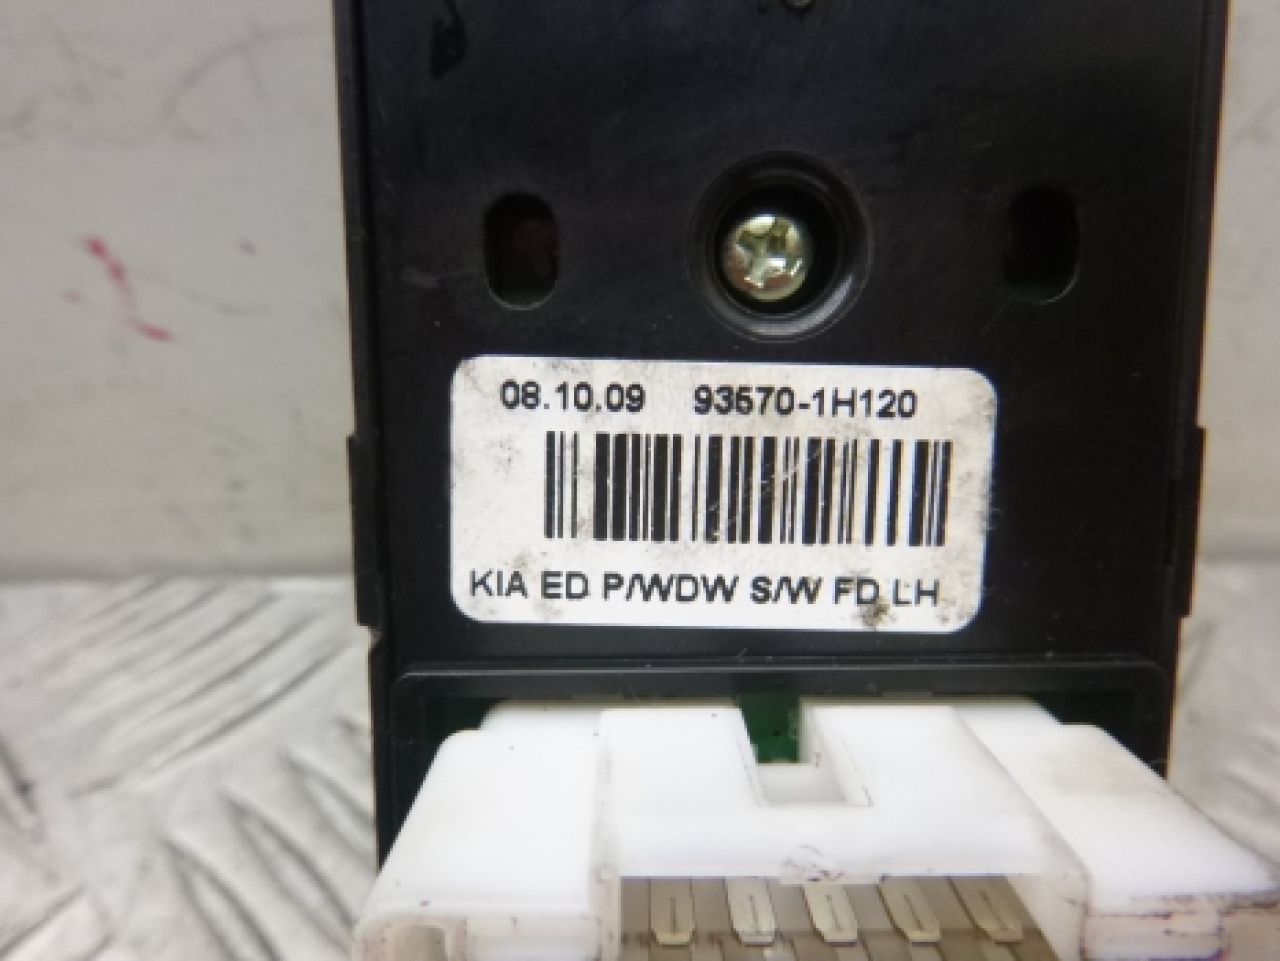 08.10.09 93570-1H120
KIA ED P/WDW S/W FD LH